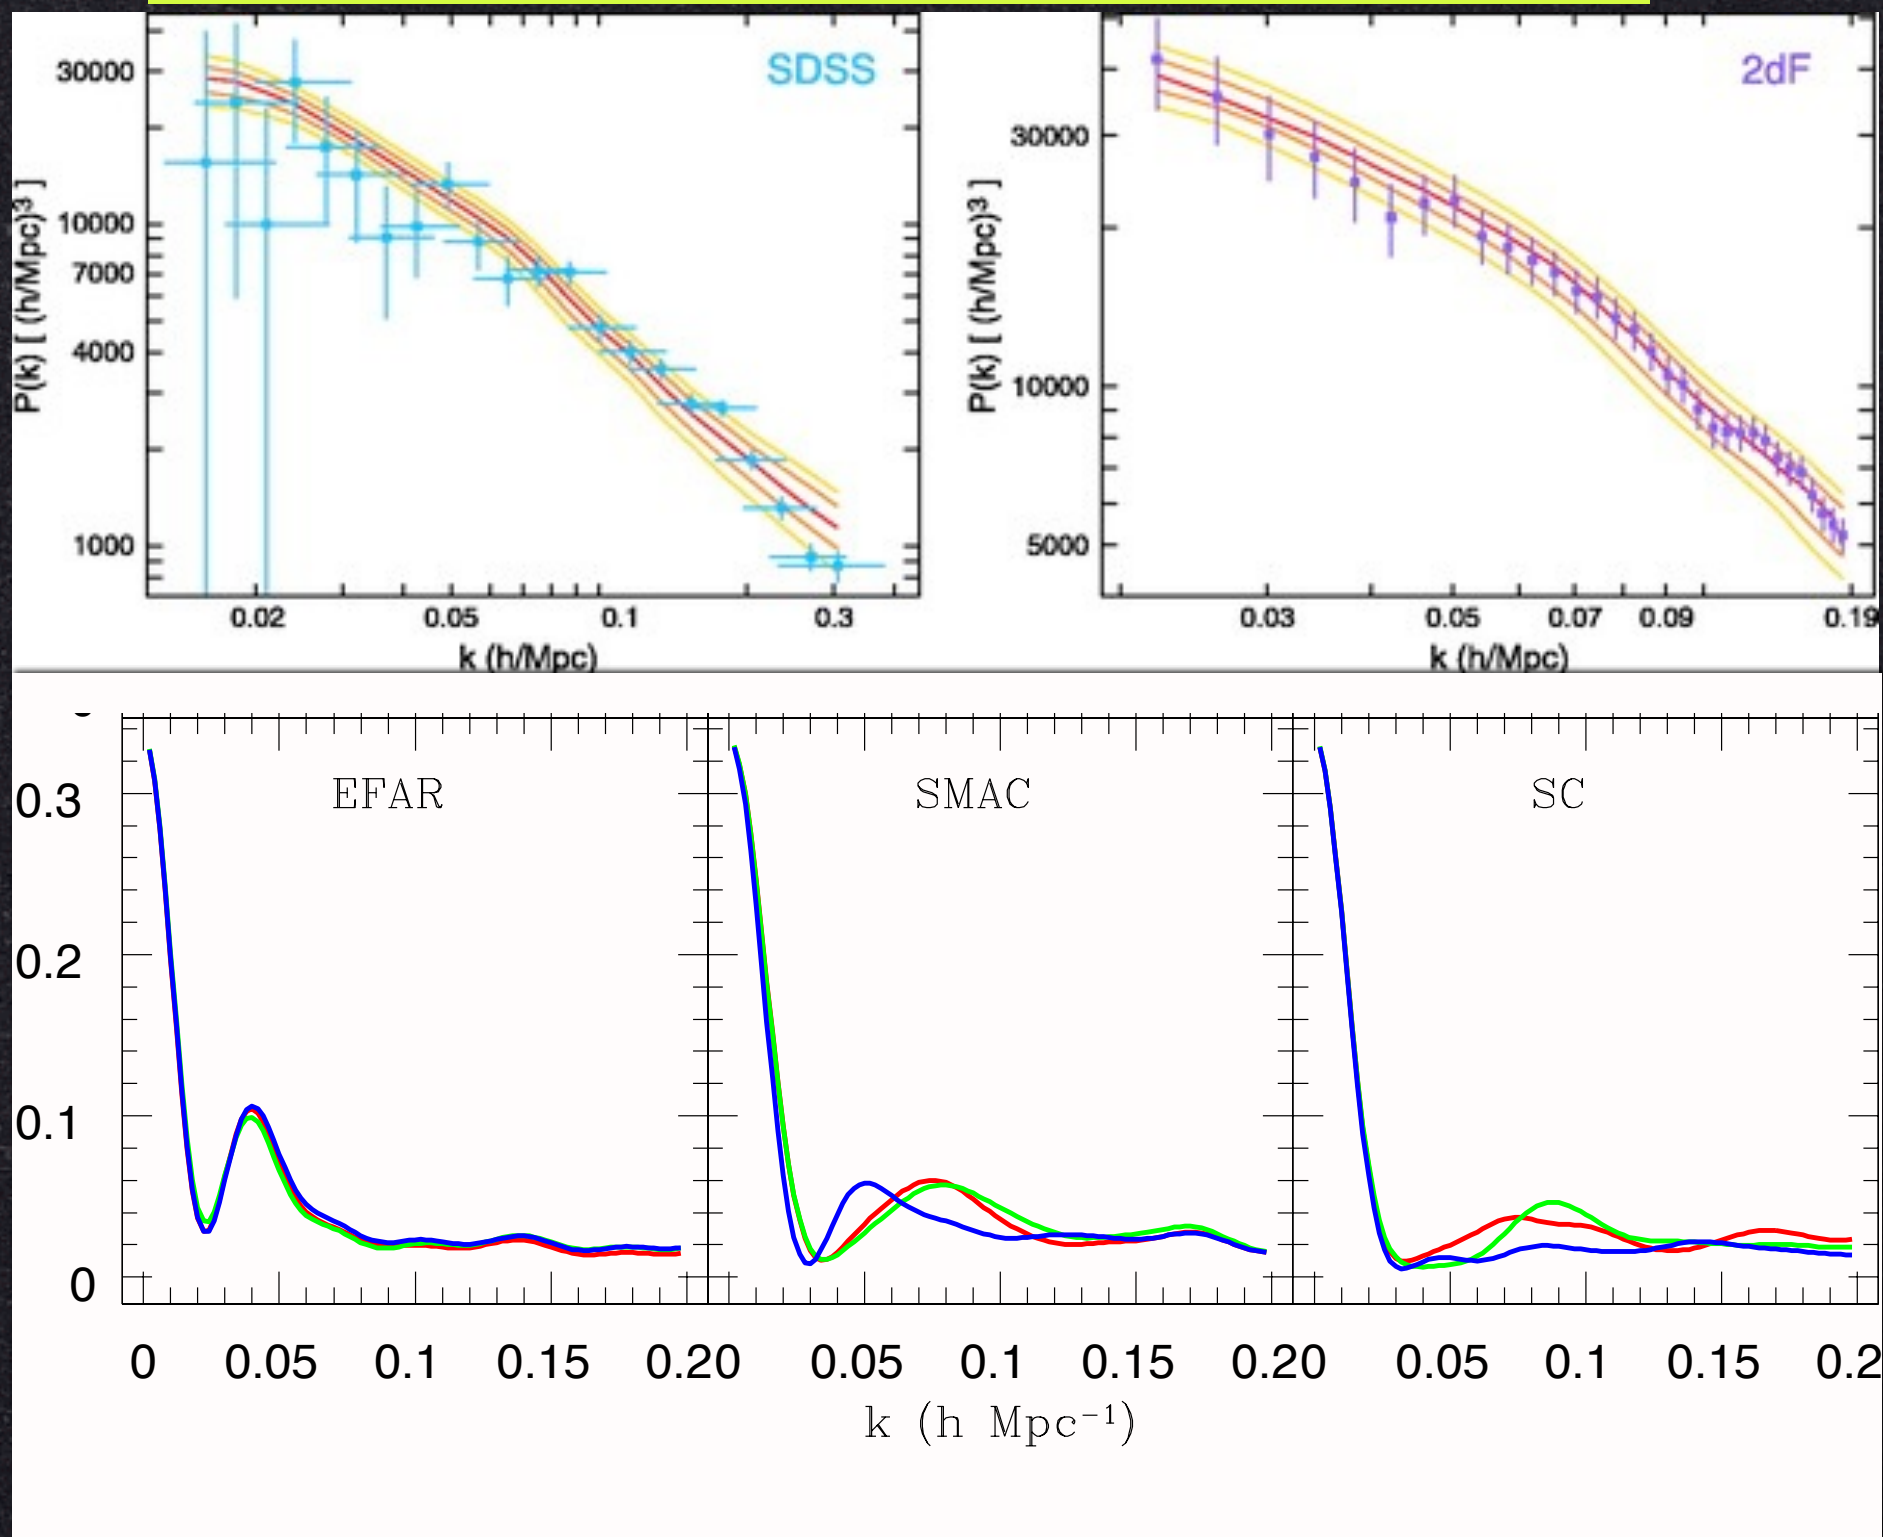 SDSS
30000
10000
7000
4000
1000
P(k) [ (h/Mpc)³ ]
0.02 0.05 0.1 0.3
k (h/Mpc)
2dF
30000
10000
5000
P(k) [ (h/Mpc)³ ]
0.03 0.05 0.07 0.09 0.19
k (h/Mpc)
EFAR SMAC SC
0.3
0.2
0.1
0
0 0.05 0.1 0.15 0.20 0.05 0.1 0.15 0.20 0.05 0.1 0.15 0.2
k (h Mpc⁻¹)